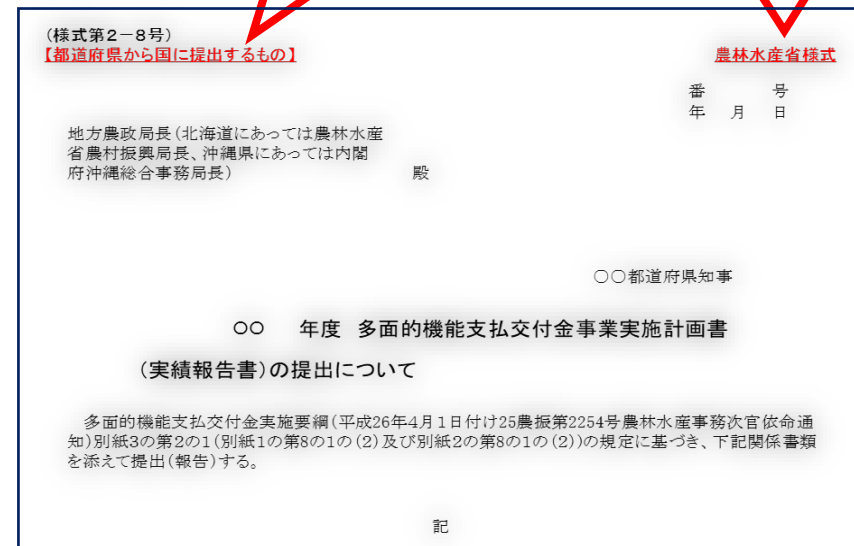 (様式第2-8号)
【都道府県から国に提出するもの】 農林水産省様式
番 号
年 月 日
地方農政局長(北海道にあっては農林水産
省農村振興局長、沖縄県にあっては内閣
府沖縄総合事務局長) 殿
○○都道府県知事
○○ 年度 多面的機能支払交付金事業実施計画書
(実績報告書)の提出について
多面的機能支払交付金実施要綱(平成26年4月1日付け25農振第2254号農林水産事務次官依命通
知)別紙3の第2の1(別紙1の第8の1の(2)及び別紙2の第8の1の(2))の規定に基づき、下記関係書類
を添えて提出(報告)する。
記